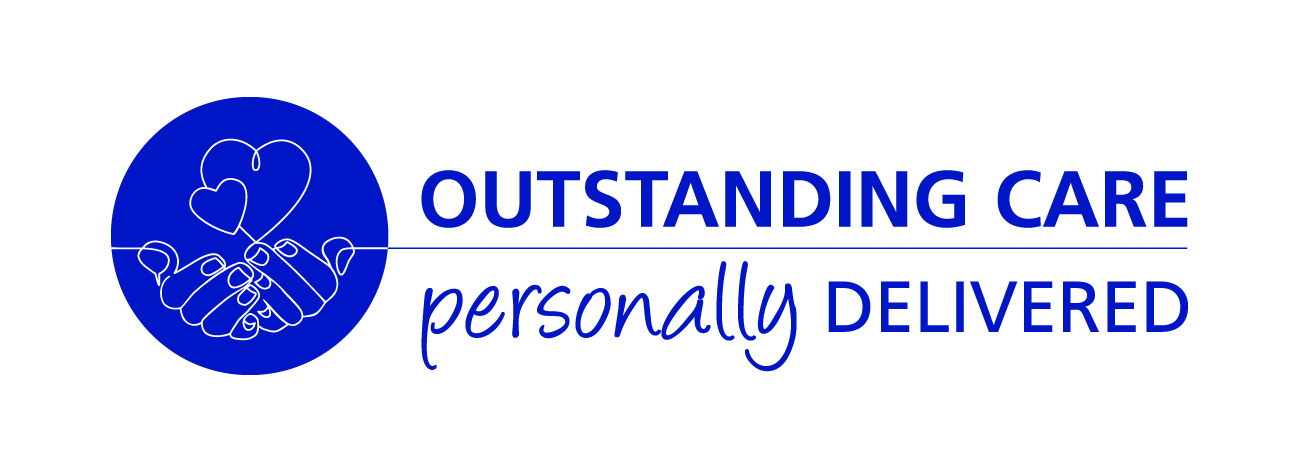 OUTSTANDING CARE
personally DELIVERED